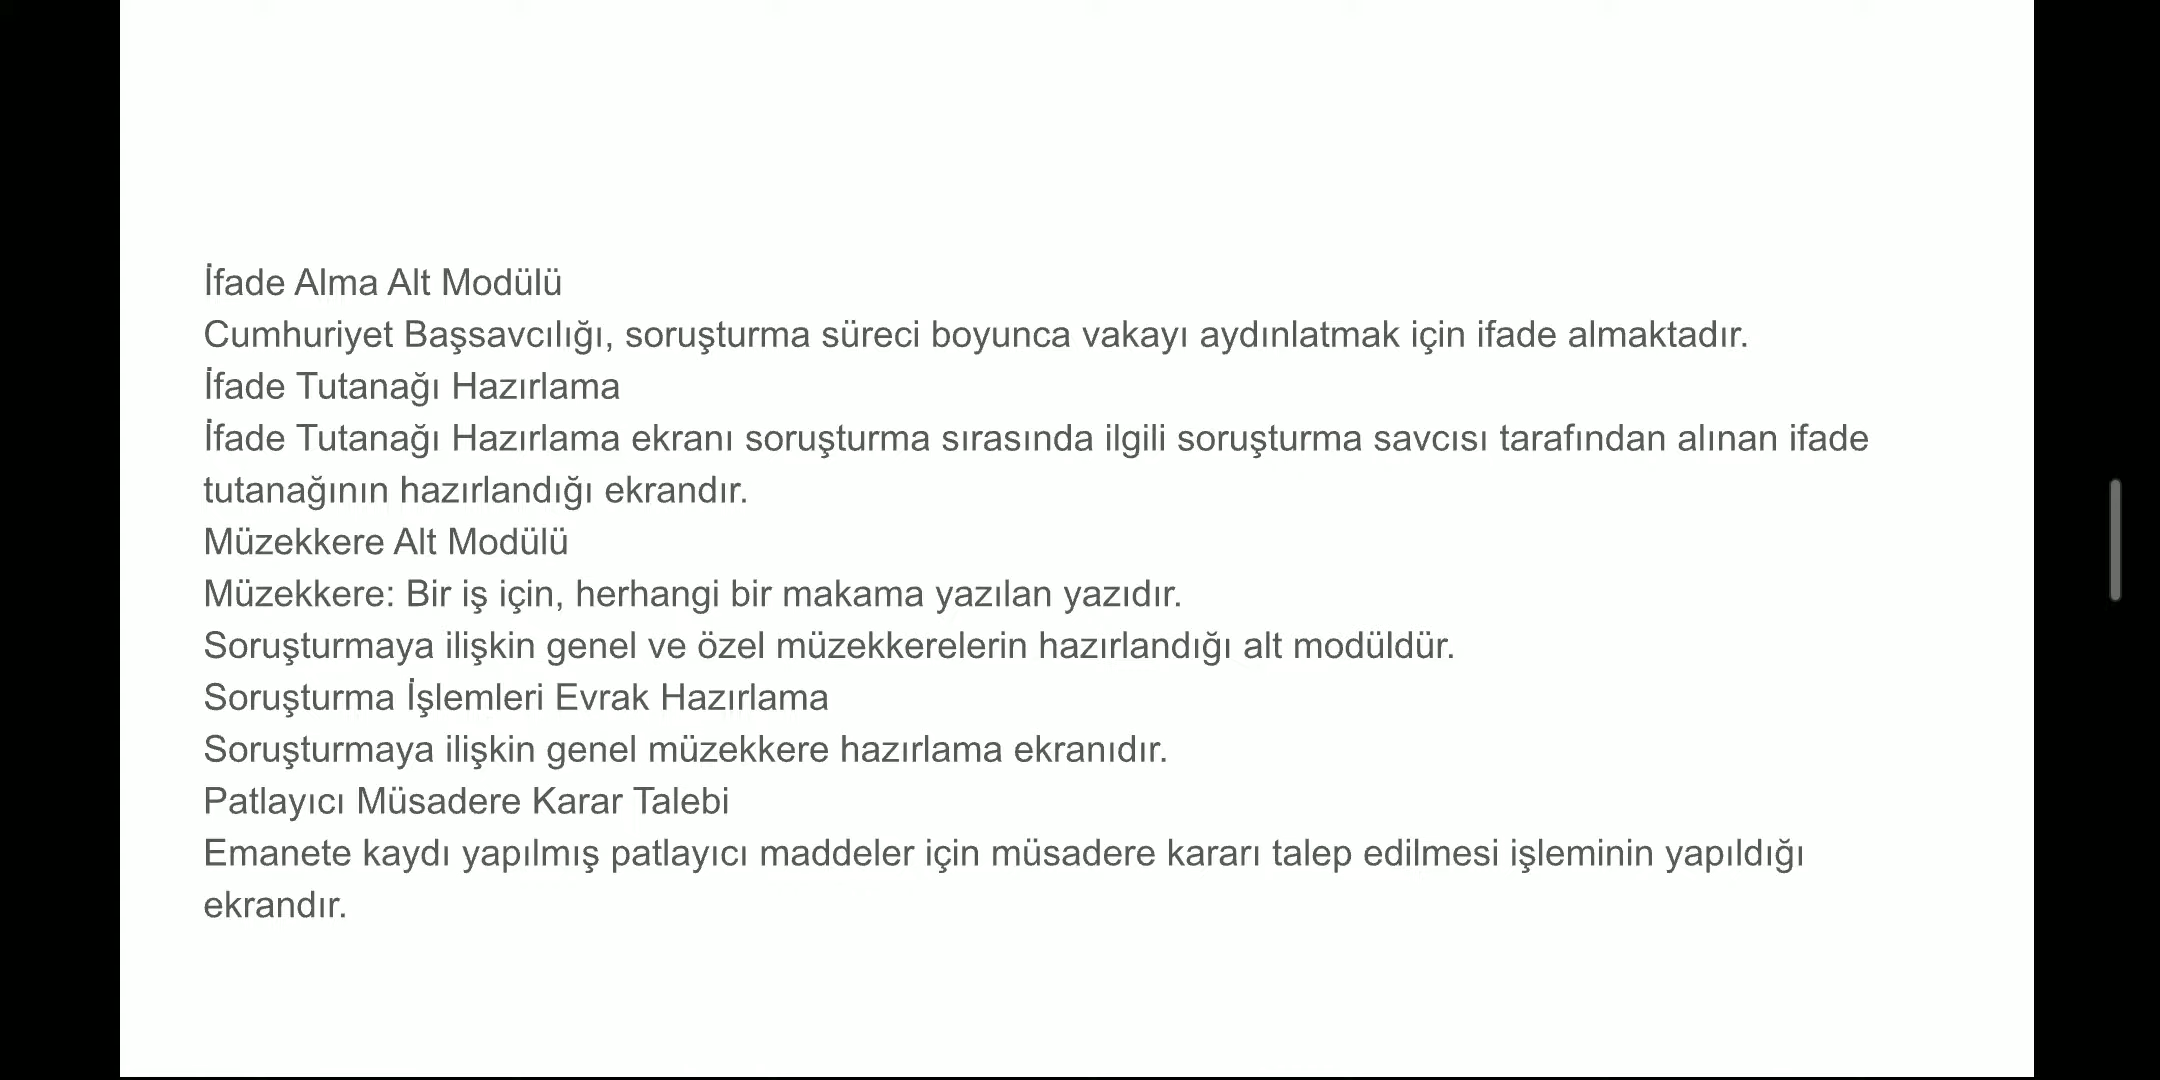 İfade Alma Alt Modülü
Cumhuriyet Başsavcılığı, soruşturma süreci boyunca vakayı aydınlatmak için ifade almaktadır.
İfade Tutanağı Hazırlama
İfade Tutanağı Hazırlama ekranı soruşturma sırasında ilgili soruşturma savcısı tarafından alınan ifade
tutanağının hazırlandığı ekrandır.
Müzekkere Alt Modülü
Müzekkere: Bir iş için, herhangi bir makama yazılan yazıdır.
Soruşturmaya ilişkin genel ve özel müzekkerelerin hazırlandığı alt modüldür.
Soruşturma İşlemleri Evrak Hazırlama
Soruşturmaya ilişkin genel müzekkere hazırlama ekranıdır.
Patlayıcı Müsadere Karar Talebi
Emanete kaydı yapılmış patlayıcı maddeler için müsadere kararı talep edilmesi işleminin yapıldığı
ekrandır.